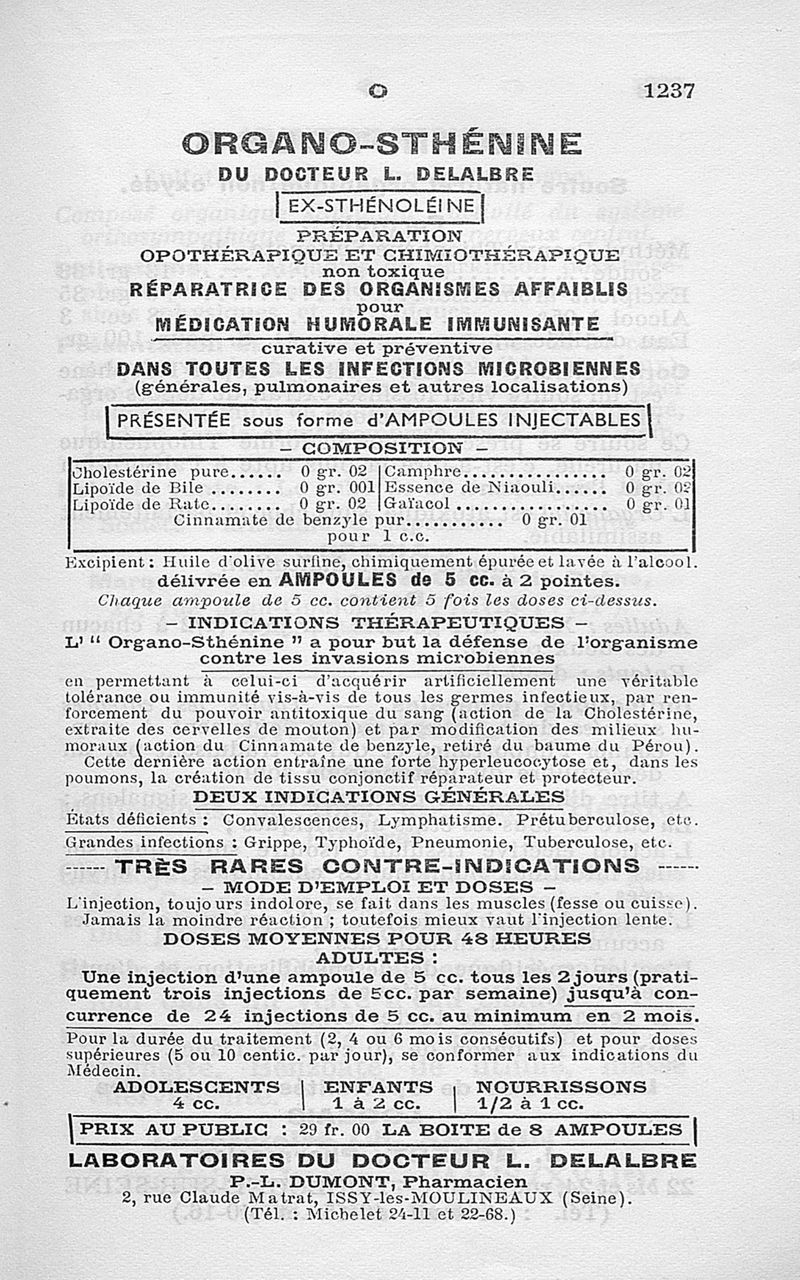 O 1237
ORGANO-STHÉNINE
DU DOCTEUR L. DELALBRE
EX-STHÉNOLÉINE
PRÉPARATION
OPOTHÉRAPIQUE ET CHIMIOTHÉRAPIQUE
non toxique
RÉPARATRICE DES ORGANISMES AFFAIBLIS
pour
MÉDICATION HUMORALE IMMUNISANTE
curative et préventive
DANS TOUTES LES INFECTIONS MICROBIENNES
(générales, pulmonaires et autres localisations)
PRÉSENTÉE sous forme d'AMPOULES INJECTABLES
– COMPOSITION –
Cholestérine pure...... 0 gr. 02 Camphre................ 0 gr. 02
Lipoïde de Bile ........ 0 gr. 001 Essence de Niaouli...... 0 gr. 02
Lipoïde de Rate........ 0 gr. 02 Gaïacol ................. 0 gr. 01
Cinnamate de benzyle pur........... 0 gr. 01
pour 1 c.c.
Excipient : Huile d'olive surfine, chimiquement épurée et lavée à l'alcool.
délivrée en AMPOULES de 5 cc. à 2 pointes.
Chaque ampoule de 5 cc. contient 5 fois les doses ci-dessus.
– INDICATIONS THÉRAPEUTIQUES –
L' “ Organo-Sthénine ” a pour but la défense de l'organisme
contre les invasions microbiennes
en permettant à celui-ci d'acquérir artificiellement une véritable
tolérance ou immunité vis-à-vis de tous les germes infectieux, par ren-
forcement du pouvoir antitoxique du sang (action de la Cholestérine,
extraite des cervelles de mouton) et par modification des milieux hu-
moraux (action du Cinnamate de benzyle, retiré du baume du Pérou).
Cette dernière action entraîne une forte hyperleucocytose et, dans les
poumons, la création de tissu conjonctif réparateur et protecteur.
DEUX INDICATIONS GÉNÉRALES
Etats déficients : Convalescences, Lymphatisme. Prétuberculose, etc.
Grandes infections : Grippe, Typhoïde, Pneumonie, Tuberculose, etc.
------ TRÈS RARES CONTRE-INDICATIONS ------
– MODE D'EMPLOI ET DOSES –
L'injection, toujours indolore, se fait dans les muscles (fesse ou cuisse).
Jamais la moindre réaction ; toutefois mieux vaut l'injection lente.
DOSES MOYENNES POUR 48 HEURES
ADULTES :
Une injection d'une ampoule de 5 cc. tous les 2 jours (prati-
quement trois injections de 5cc. par semaine) jusqu'à con-
currence de 24 injections de 5 cc. au minimum en 2 mois.
Pour la durée du traitement (2, 4 ou 6 mois consécutifs) et pour doses
supérieures (5 ou 10 centic. par jour), se conformer aux indications du
Médecin.
ADOLESCENTS | ENFANTS | NOURRISSONS
4 cc. | 1 à 2 cc. | 1/2 à 1 cc.
PRIX AU PUBLIC : 29 fr. 00 LA BOITE de 8 AMPOULES
LABORATOIRES DU DOCTEUR L. DELALBRE
P.-L. DUMONT, Pharmacien
2, rue Claude Matrat, ISSY-les-MOULINEAUX (Seine).
(Tél. : Michelet 24-11 et 22-68.)